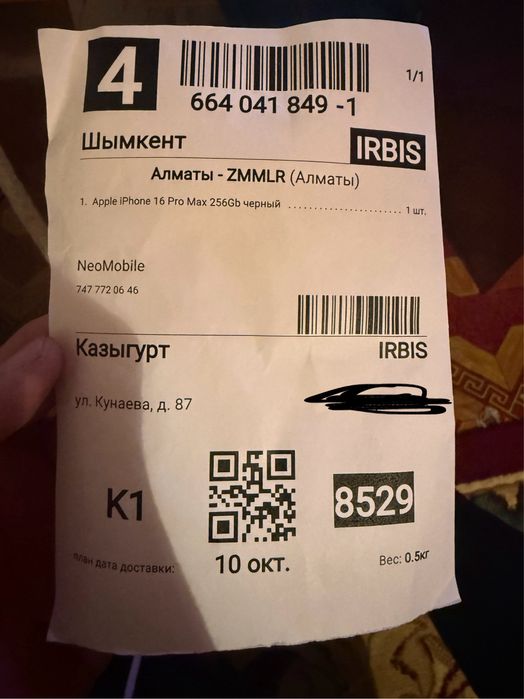 4
1/1
664 041 849 -1
Шымкент IRBIS
Алматы - ZMMLR (Алматы)
1. Apple iPhone 16 Pro Max 256Gb черный ........................... 1 шт.
NeoMobile
747 772 06 46
Казыгурт IRBIS
ул. Кунаева, д. 87
K1 8529
план дата доставки: 10 окт. Вес: 0.5кг